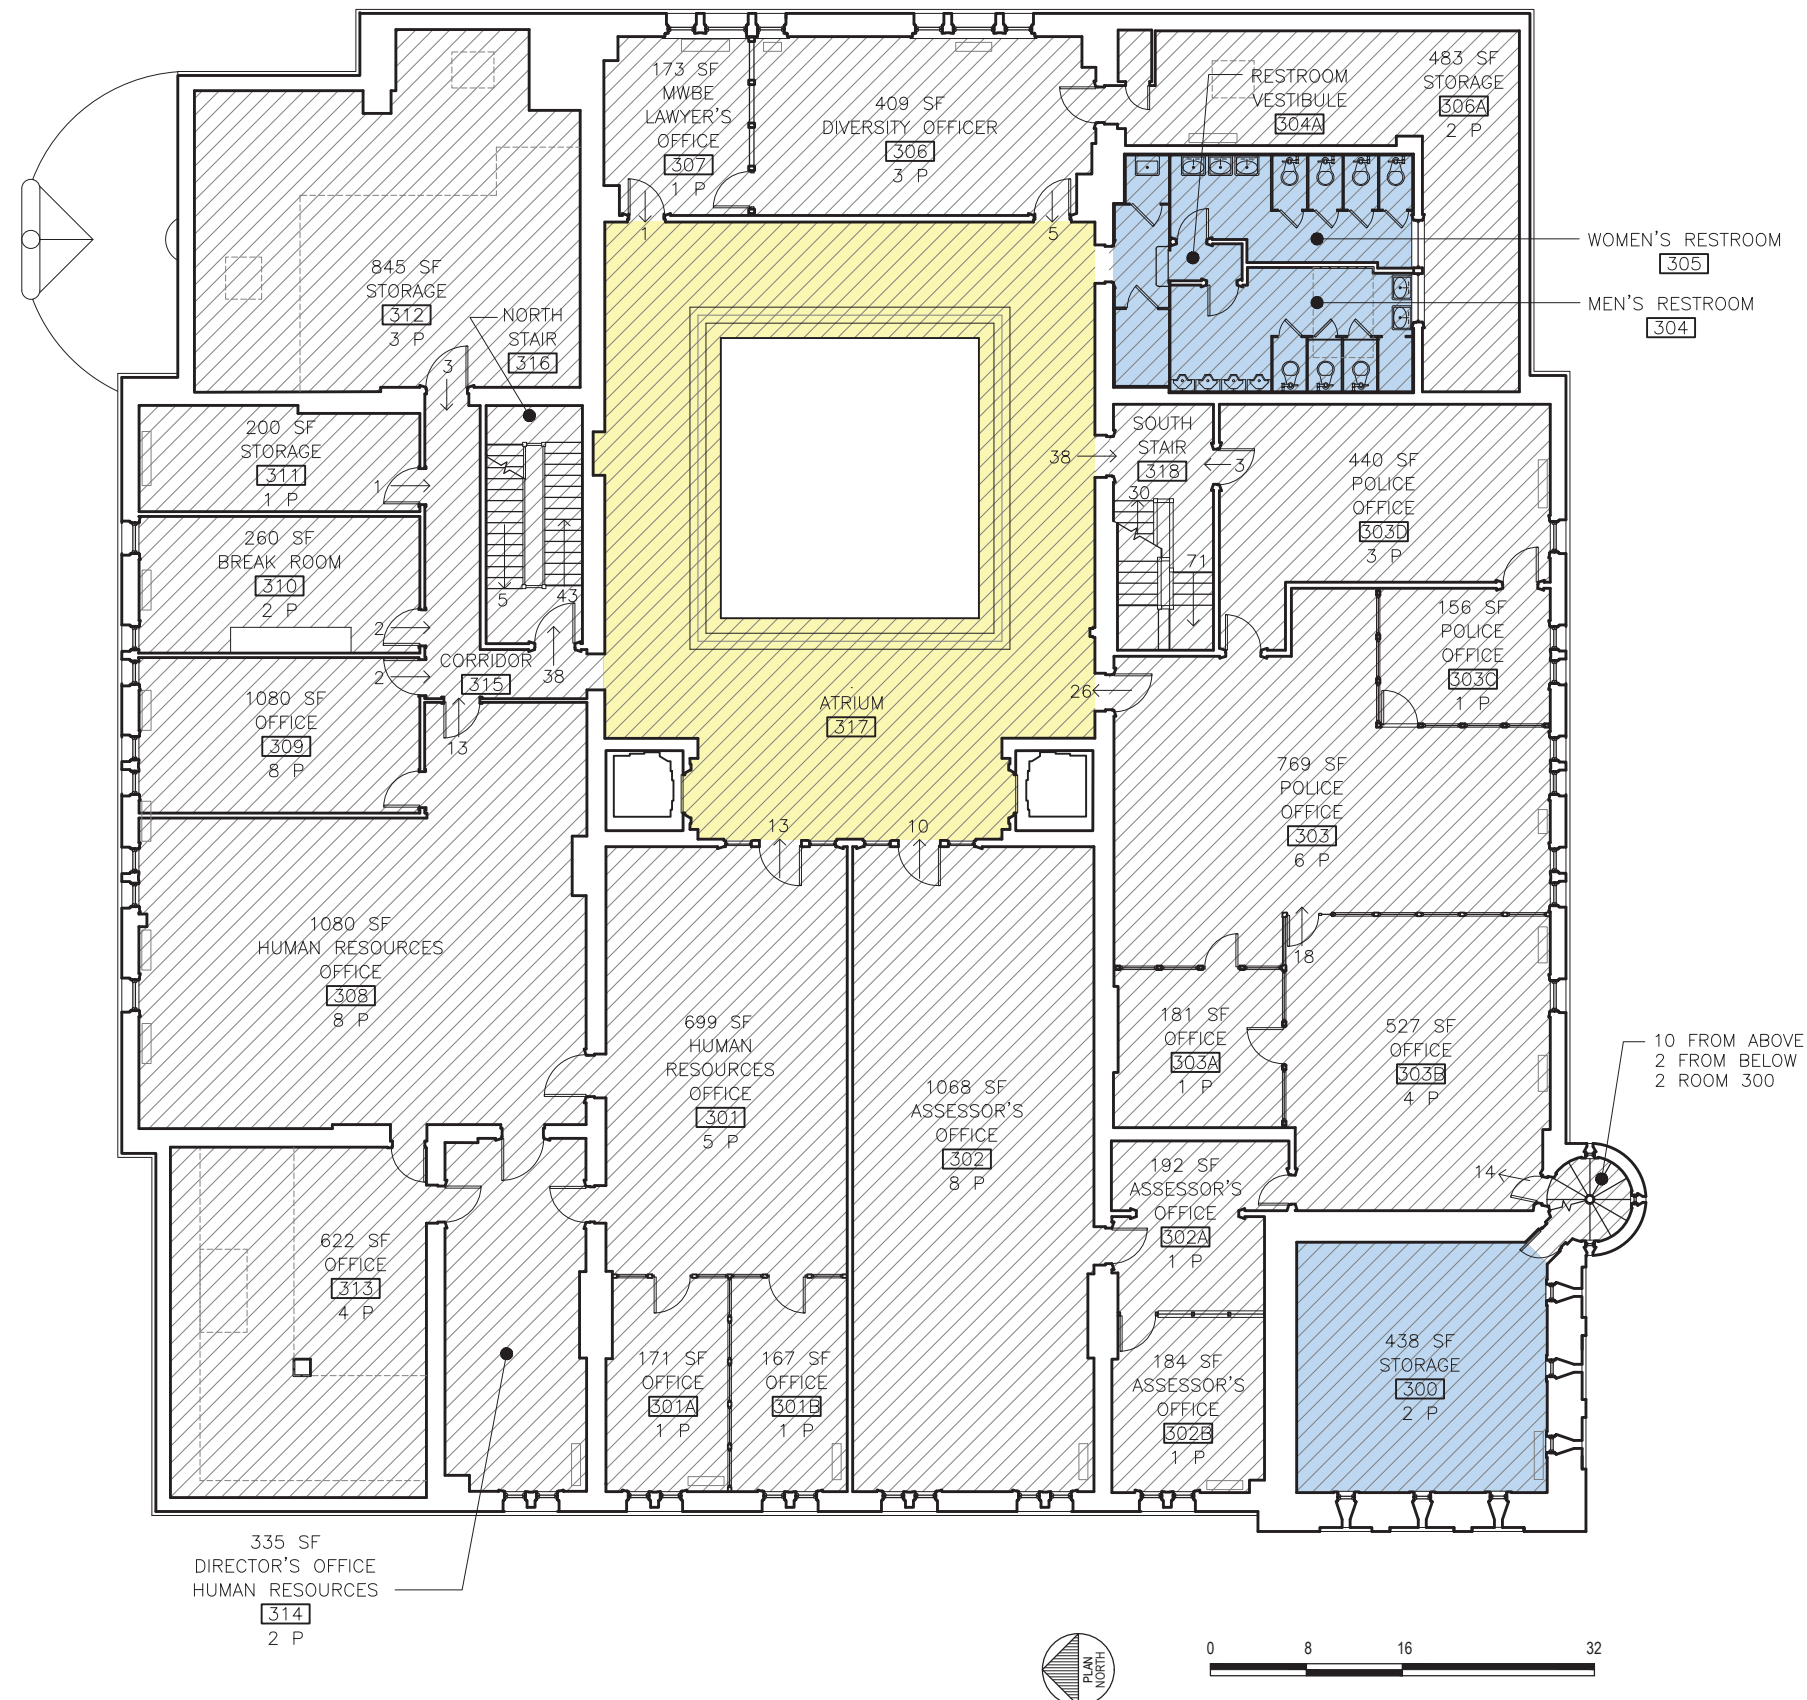 173 SF
MWBE
LAWYER'S
OFFICE
307
1 P
409 SF
DIVERSITY OFFICER
306
3 P
RESTROOM
VESTIBULE
304A
483 SF
STORAGE
306A
2 P
1
5
WOMEN'S RESTROOM
305
MEN'S RESTROOM
304
845 SF
STORAGE
312
3 P
NORTH
STAIR
316
3
200 SF
STORAGE
311
1 P
1
260 SF
BREAK ROOM
310
2 P
2
5
43
CORRIDOR
315
38
2
1080 SF
OFFICE
309
8 P
13
SOUTH
STAIR
318
38
3
30
71
440 SF
POLICE
OFFICE
303D
3 P
156 SF
POLICE
OFFICE
303C
1 P
26
ATRIUM
317
769 SF
POLICE
OFFICE
303
6 P
13
10
1080 SF
HUMAN RESOURCES
OFFICE
308
8 P
699 SF
HUMAN
RESOURCES
OFFICE
301
5 P
1068 SF
ASSESSOR'S
OFFICE
302
8 P
18
181 SF
OFFICE
303A
1 P
527 SF
OFFICE
303B
4 P
10 FROM ABOVE
2 FROM BELOW
2 ROOM 300
14
192 SF
ASSESSOR'S
OFFICE
302A
1 P
622 SF
OFFICE
313
4 P
171 SF
OFFICE
301A
1 P
167 SF
OFFICE
301B
1 P
184 SF
ASSESSOR'S
OFFICE
302B
1 P
438 SF
STORAGE
300
2 P
335 SF
DIRECTOR'S OFFICE
HUMAN RESOURCES
314
2 P
PLAN
NORTH
0 8 16 32